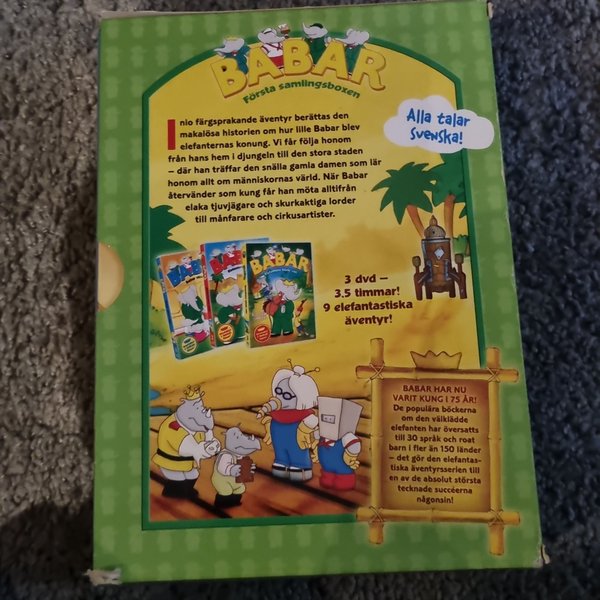 BABAR
Första samlingsboxen
Alla talar
svenska!
I nio färgsprakande äventyr berättas den
makalösa historien om hur lille Babar blev
elefanternas konung. Vi får följa honom
från hans hem i djungeln till den stora staden
– där han träffar den snälla gamla damen som lär
honom allt om människornas värld. När Babar
återvänder som kung får han möta alltifrån
elaka tjuvjägare och skurkaktiga lorder
till månfarare och cirkusartister.
BABAR
BABAR
BABAR
3 dvd –
3.5 timmar!
9 elefantastiska
äventyr!
BABAR HAR NU
VARIT KUNG I 75 ÅR!
De populära böckerna
om den välklädde
elefanten har översatts
till 30 språk och roat
barn i fler än 150 länder
– det gör den elefantas-
tiska äventyrsserien till
en av de absolut största
tecknade succéerna
någonsin!